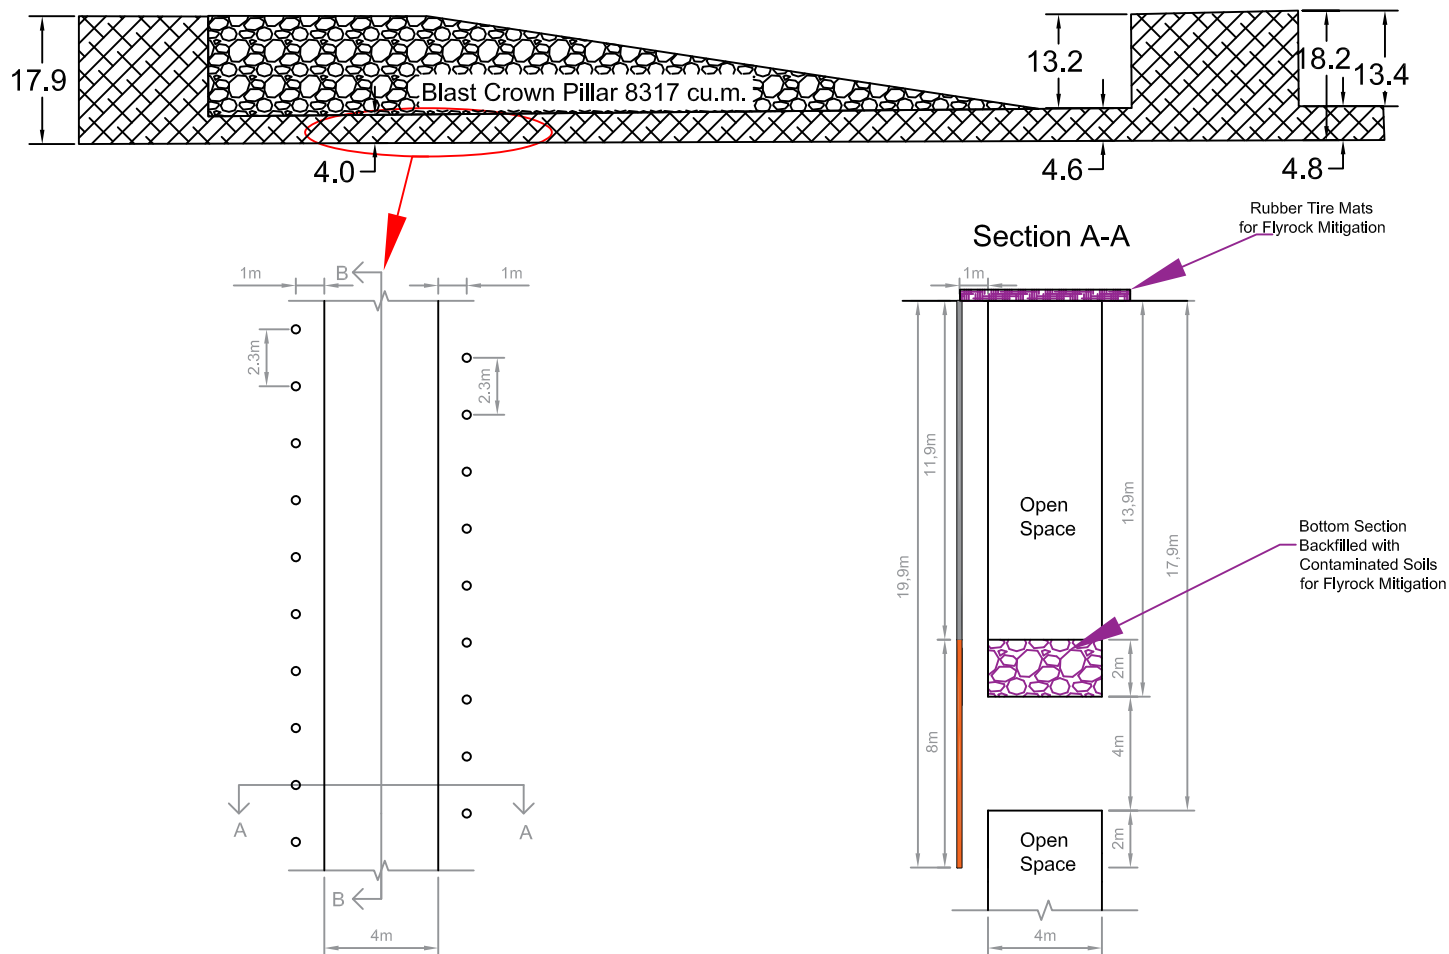 17.9
Blast Crown Pillar 8317 cu.m.
13.2
18.2
13.4
4.0
4.6
4.8
Rubber Tire Mats
for Flyrock Mitigation
Section A-A
1m
B
1m
1m
2.3m
2.3m
11,9m
13,9m
17,9m
19,9m
Open
Space
Bottom Section
Backfilled with
Contaminated Soils
for Flyrock Mitigation
2m
8m
4m
A
A
2m
Open
Space
B
4m
4m